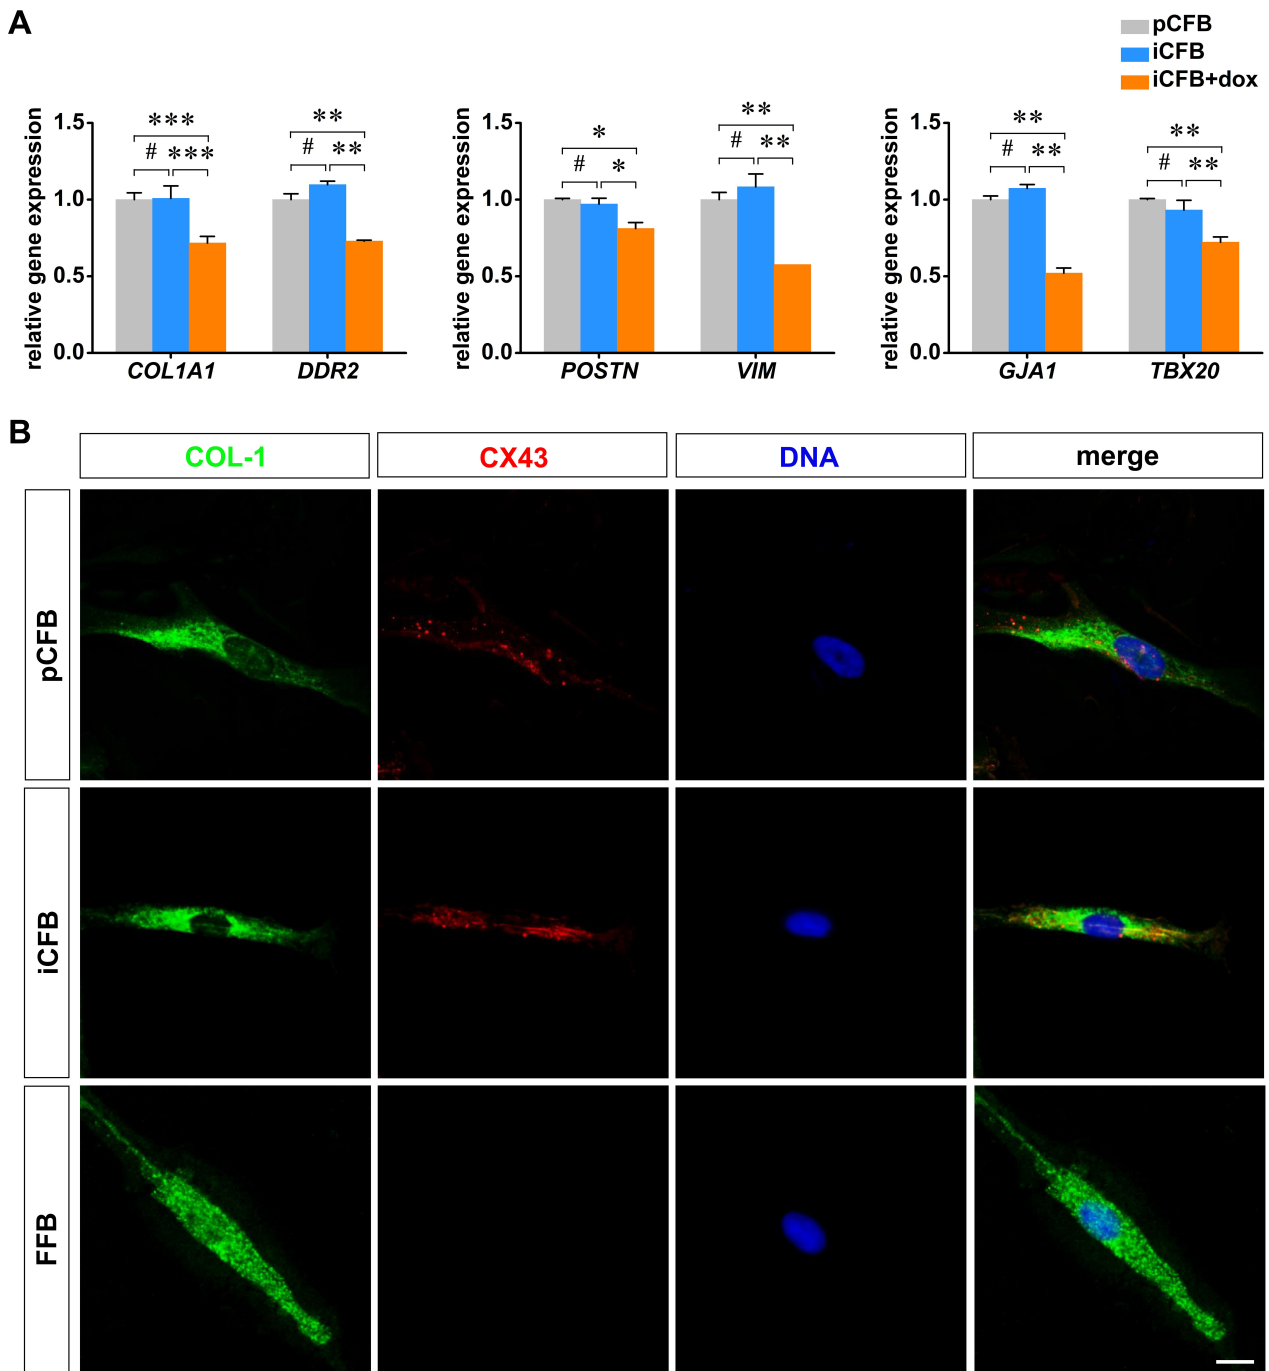 A
pCFB
iCFB
iCFB+dox
relative gene expression
1.5
1.0
0.5
0.0
***
# ***
**
# **
COL1A1 DDR2
relative gene expression
1.5
1.0
0.5
0.0
*
# *
**
# **
POSTN VIM
relative gene expression
1.5
1.0
0.5
0.0
**
# **
**
# **
GJA1 TBX20
B
COL-1 CX43 DNA merge
pCFB
iCFB
FFB